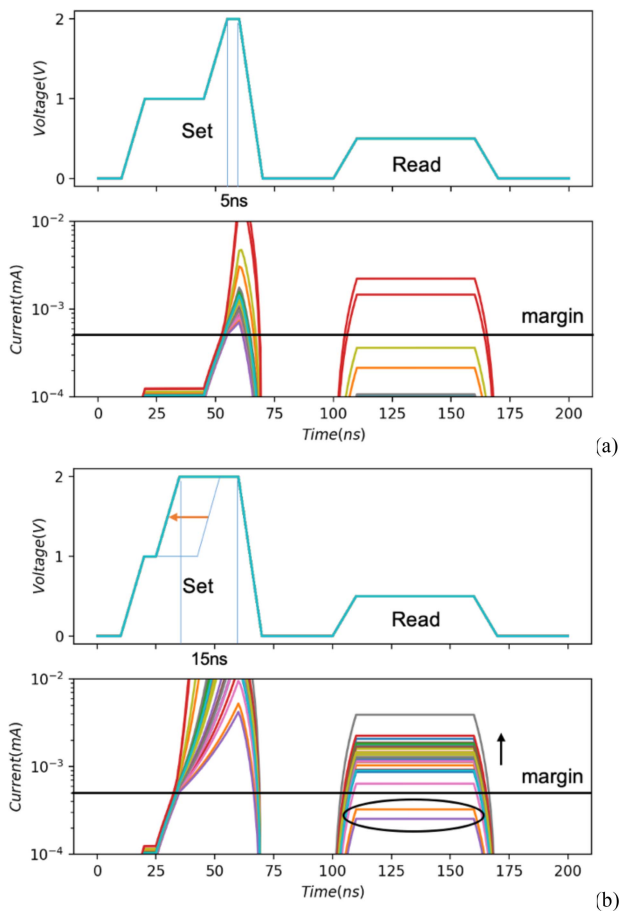 Voltage(V)
2
1
0
Set
Read
5ns
Current(mA)
10⁻²
10⁻³
10⁻⁴
margin
0 25 50 75 100 125 150 175 200
Time(ns)
(a)
Voltage(V)
2
1
0
Set
Read
15ns
Current(mA)
10⁻²
10⁻³
10⁻⁴
margin
0 25 50 75 100 125 150 175 200
Time(ns)
(b)